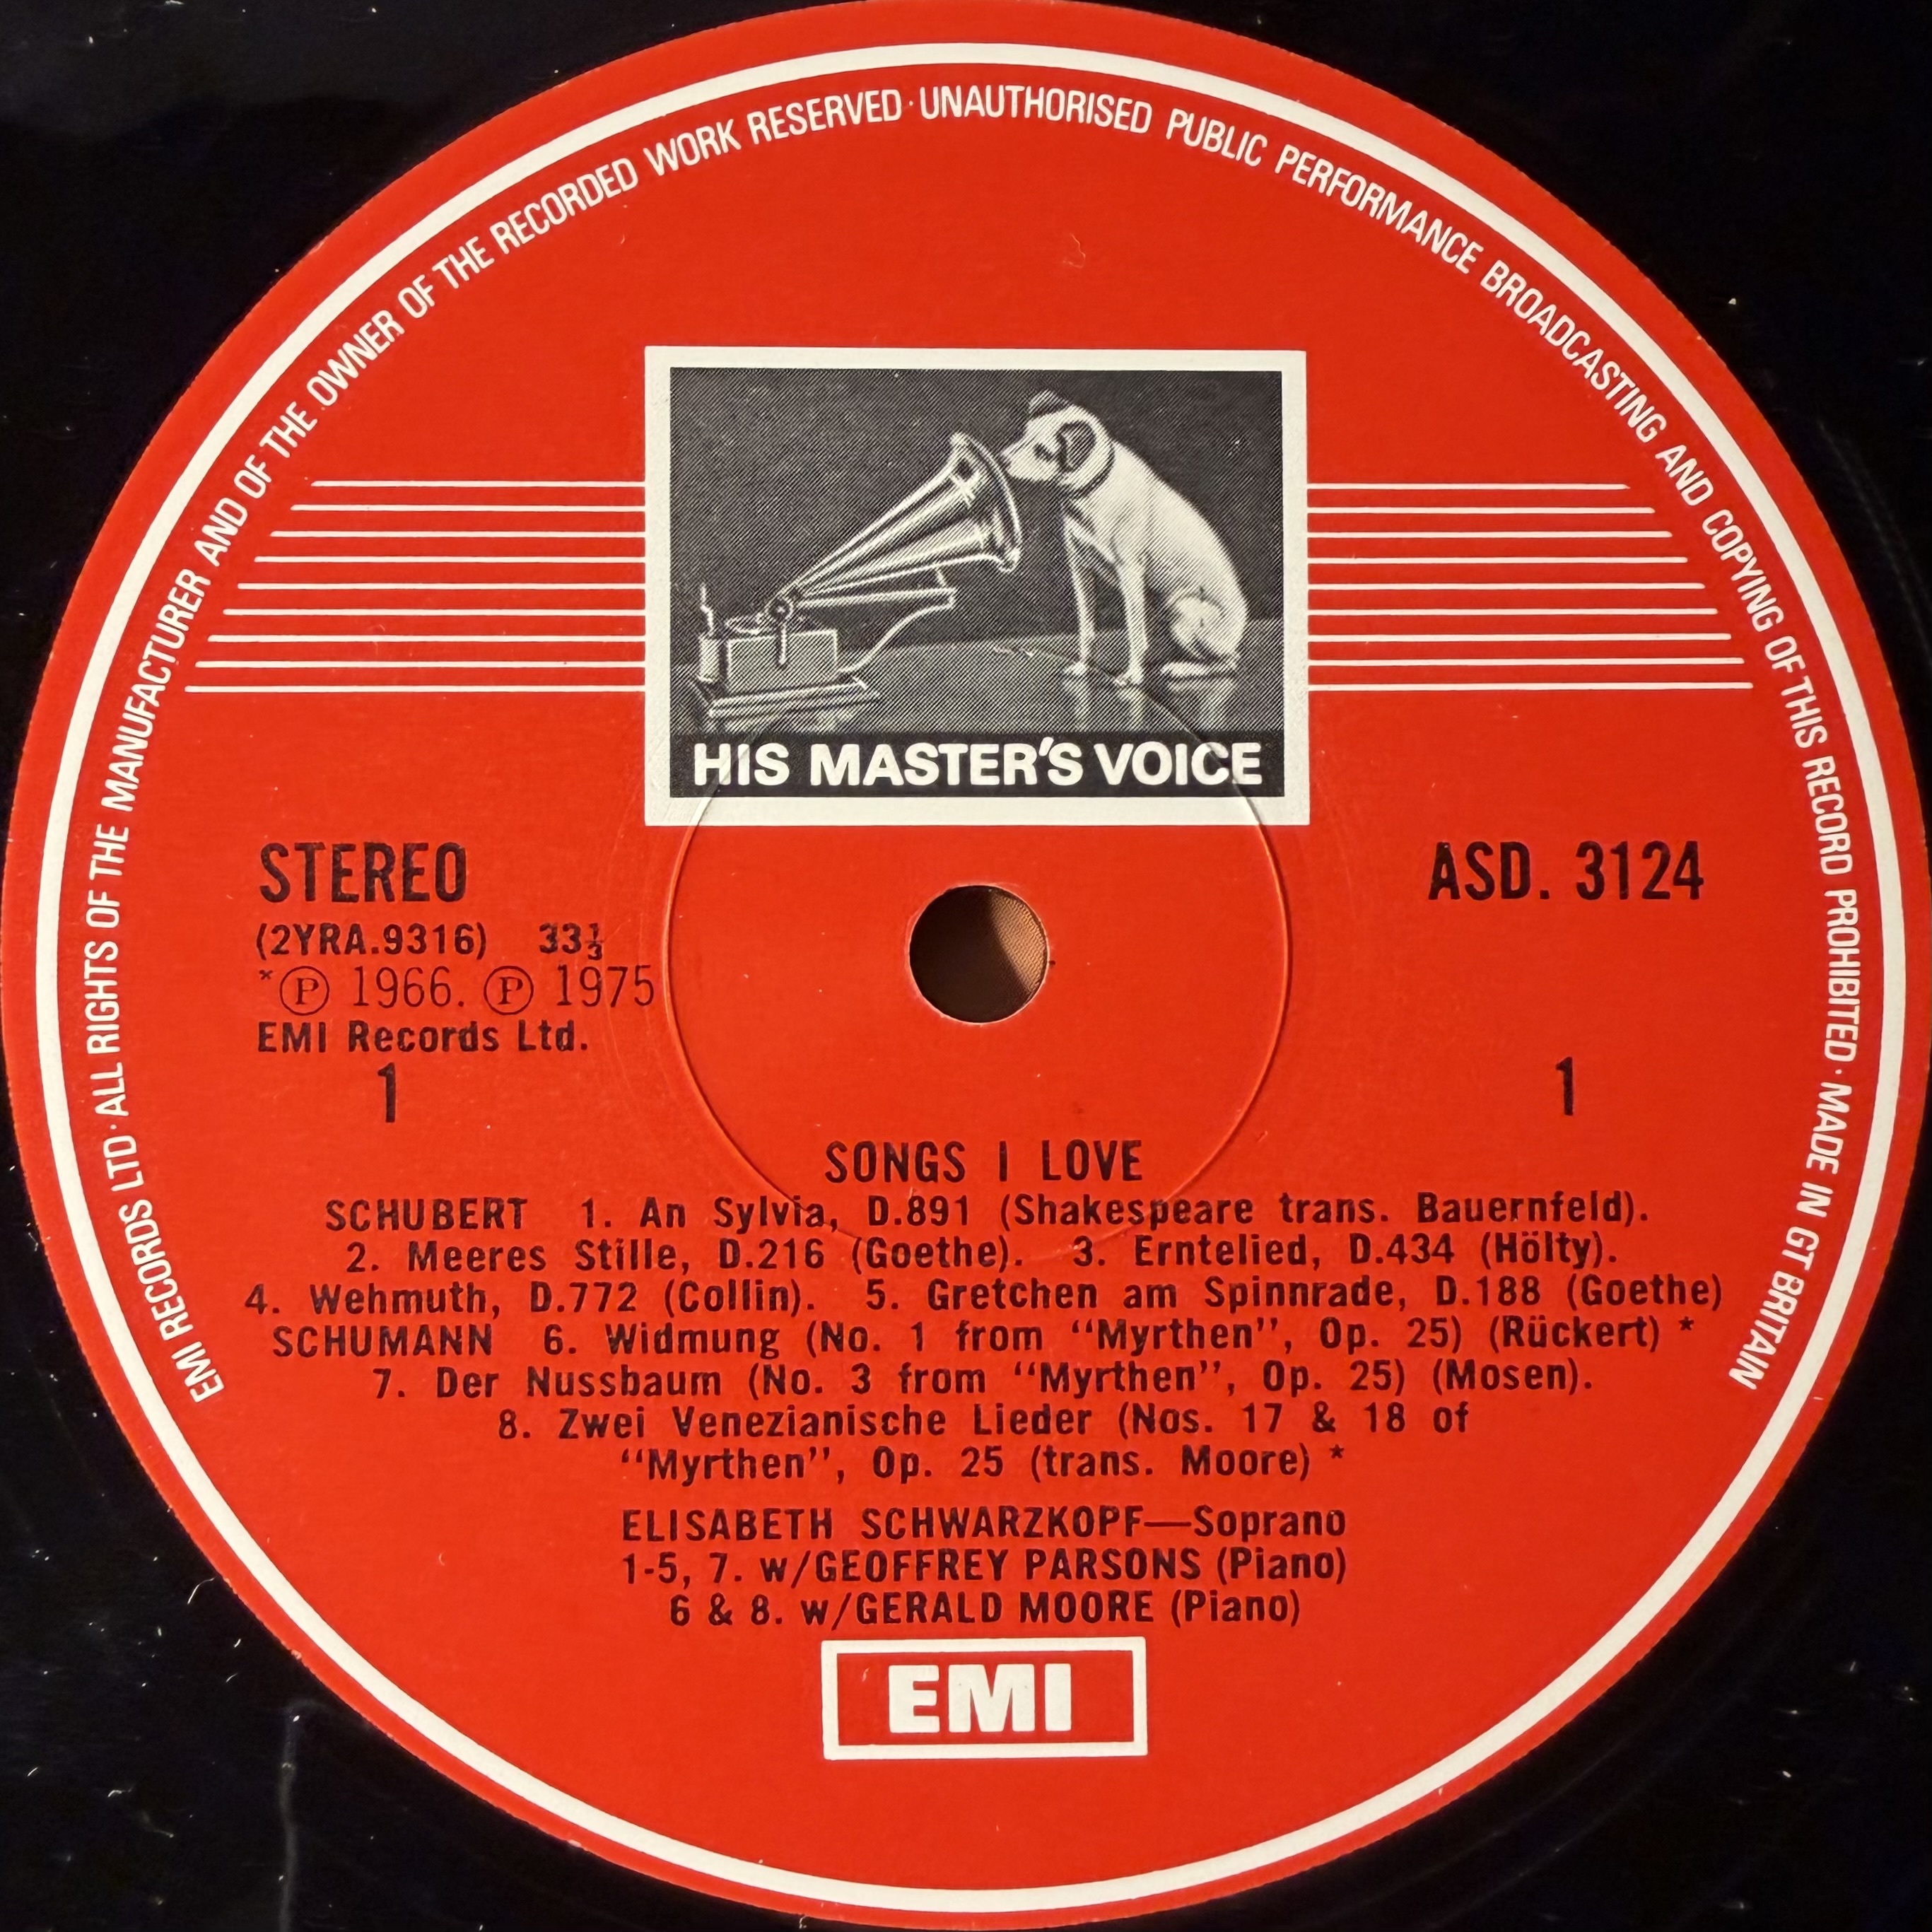 EMI RECORDS LTD · ALL RIGHTS OF THE MANUFACTURER AND OF THE OWNER OF THE RECORDED WORK RESERVED · UNAUTHORISED PUBLIC PERFORMANCE BROADCASTING AND COPYING OF THIS RECORD PROHIBITED · MADE IN GT BRITAIN
HIS MASTER'S VOICE
STEREO
ASD. 3124
(2YRA.9316) 33⅓
*Ⓟ 1966. Ⓟ 1975
EMI Records Ltd.
1
1
SONGS I LOVE
SCHUBERT 1. An Sylvia, D.891 (Shakespeare trans. Bauernfeld).
2. Meeres Stille, D.216 (Goethe). 3. Erntelied, D.434 (Hölty).
4. Wehmuth, D.772 (Collin). 5. Gretchen am Spinnrade, D.188 (Goethe)
SCHUMANN 6. Widmung (No. 1 from "Myrthen", Op. 25) (Rückert) *
7. Der Nussbaum (No. 3 from "Myrthen", Op. 25) (Mosen).
8. Zwei Venezianische Lieder (Nos. 17 & 18 of
"Myrthen", Op. 25 (trans. Moore) *
ELISABETH SCHWARZKOPF—Soprano
1-5, 7. w/GEOFFREY PARSONS (Piano)
6 & 8. w/GERALD MOORE (Piano)
EMI